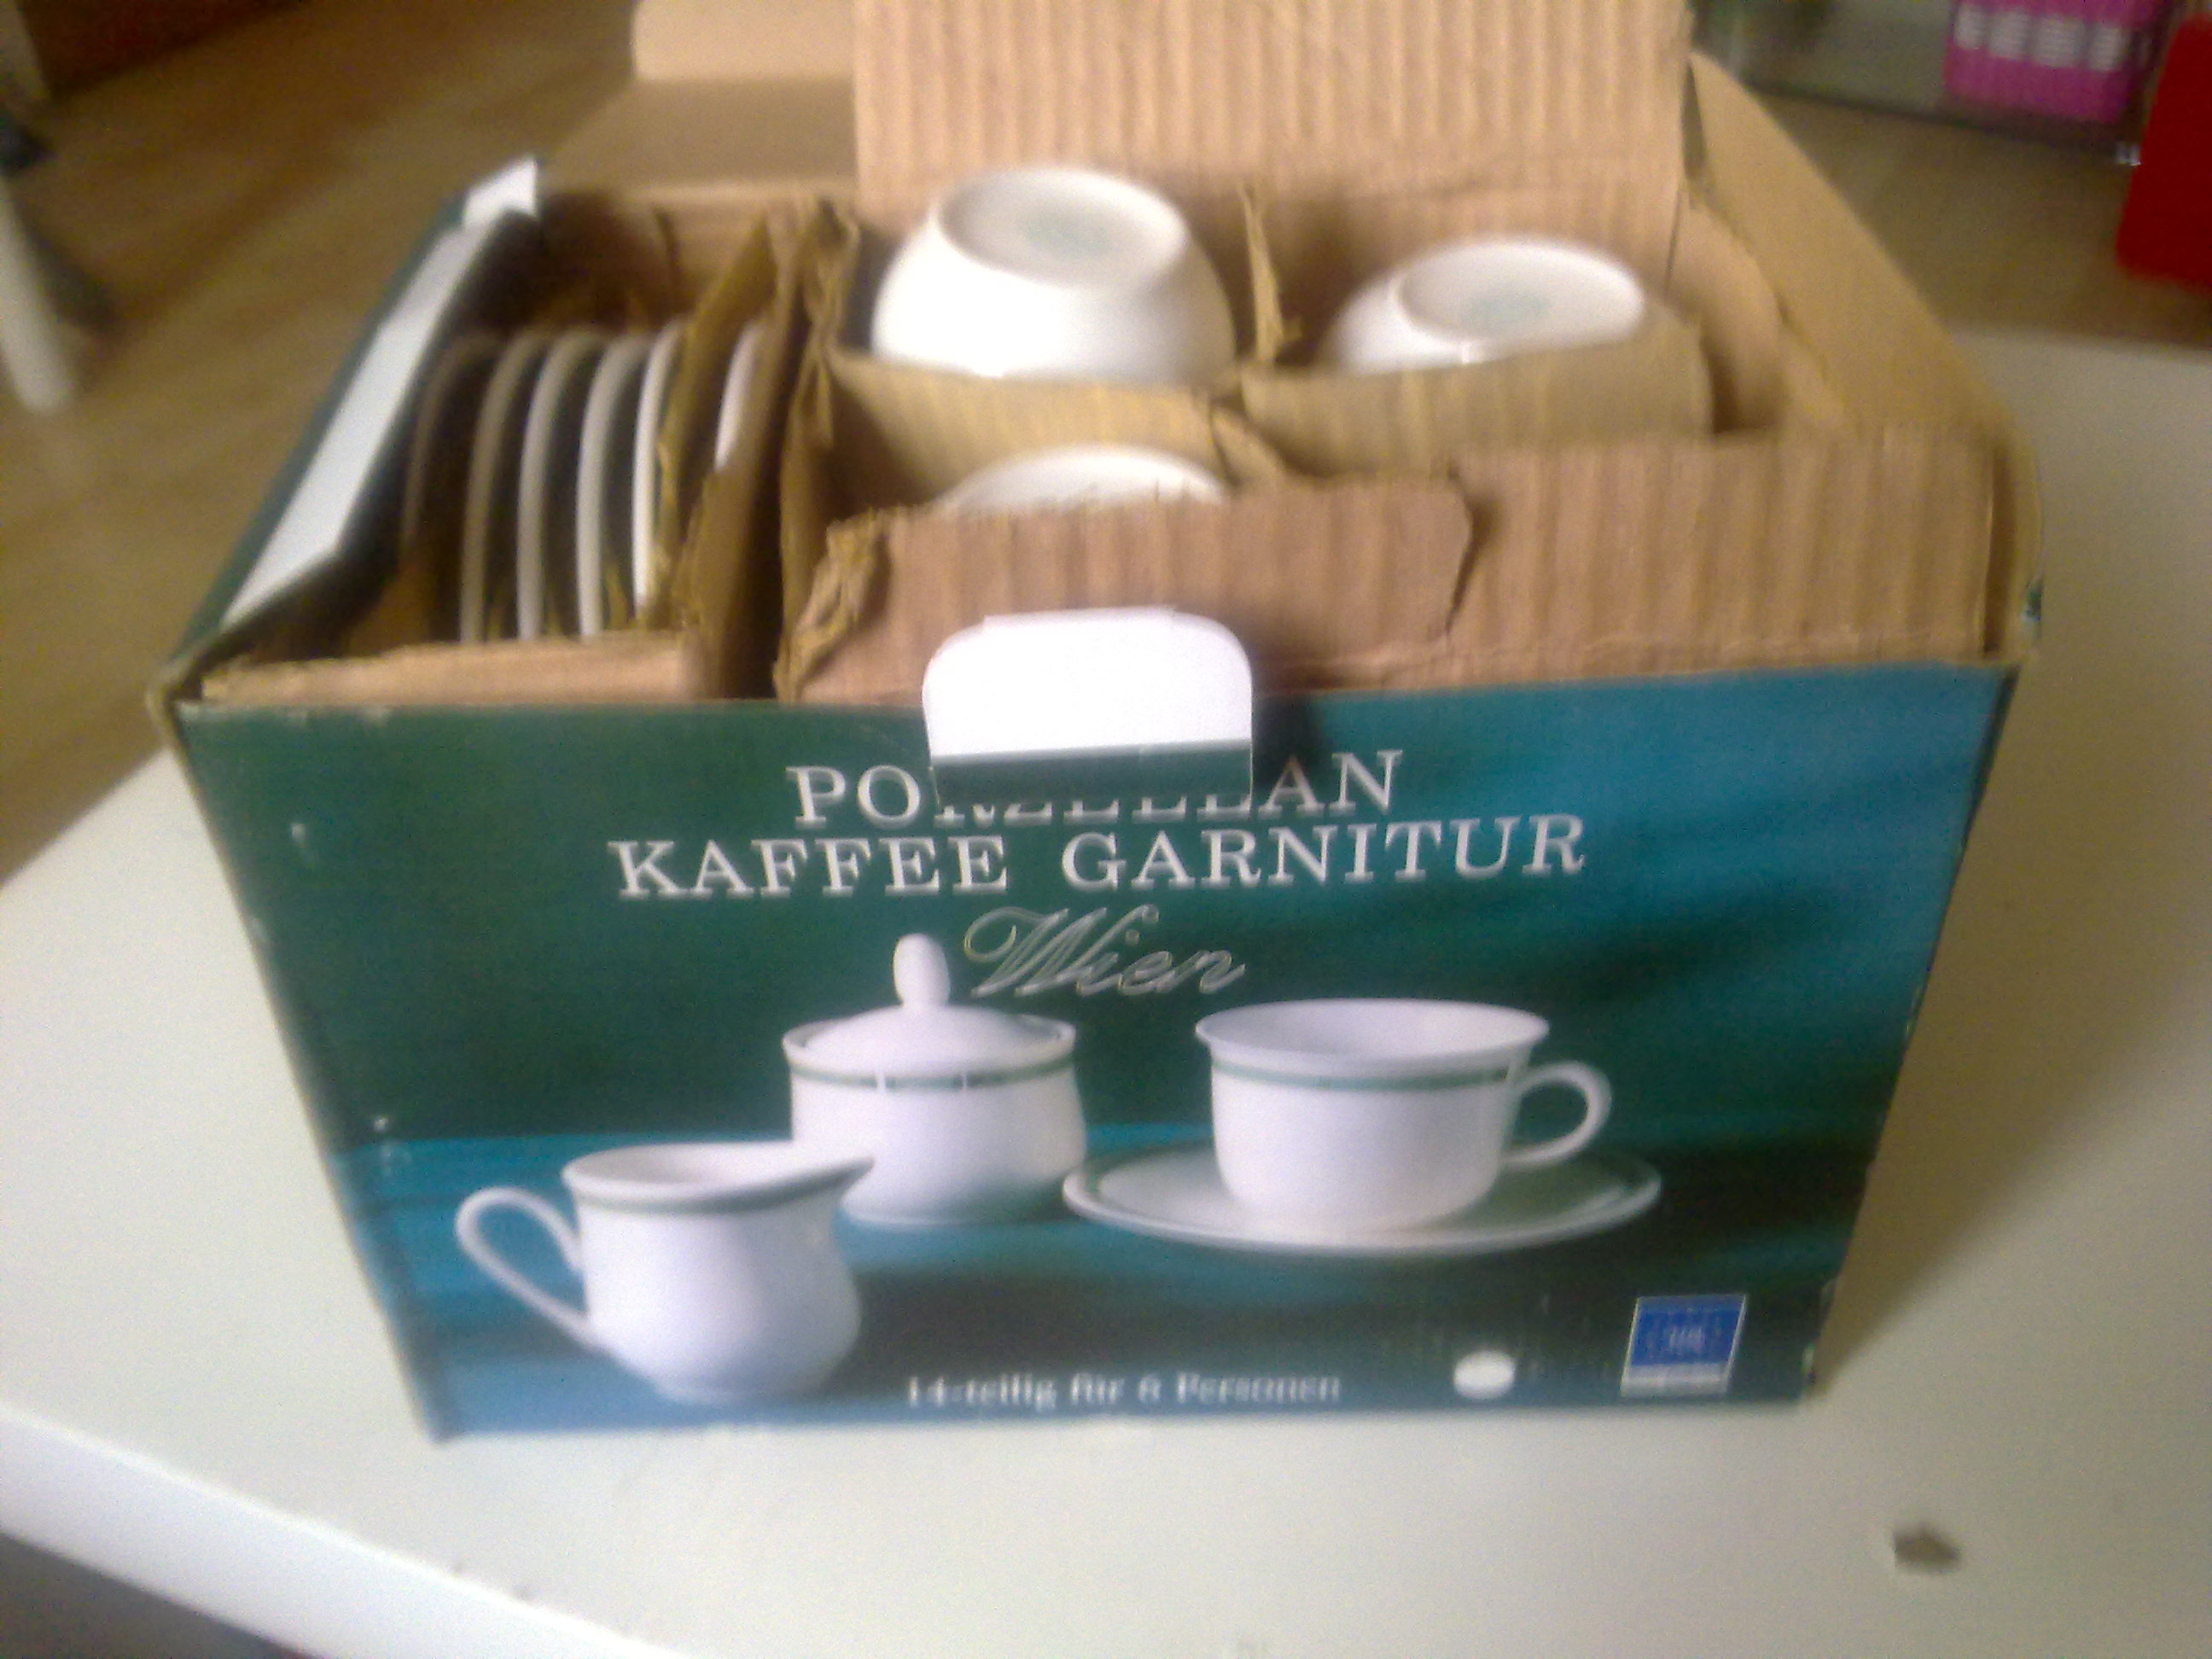 PORZELLAN
KAFFEE GARNITUR
Wien
14-teilig für 6 Personen